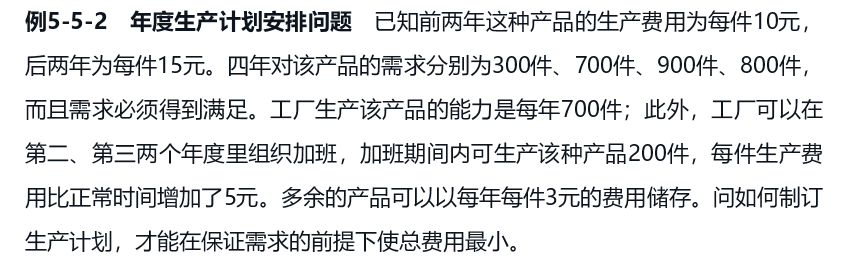 例5-5-2 年度生产计划安排问题 已知前两年这种产品的生产费用为每件10元，
后两年为每件15元。四年对该产品的需求分别为300件、700件、900件、800件，
而且需求必须得到满足。工厂生产该产品的能力是每年700件；此外，工厂可以在
第二、第三两个年度里组织加班，加班期间内可生产该种产品200件，每件生产费
用比正常时间增加了5元。多余的产品可以以每年每件3元的费用储存。问如何制订
生产计划，才能在保证需求的前提下使总费用最小。